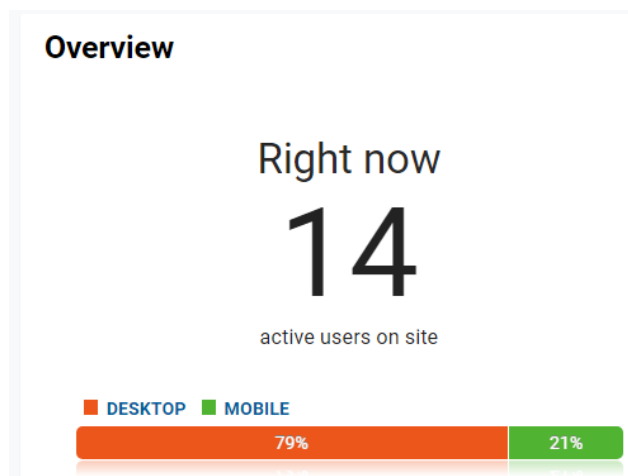 Overview
Right now
14
active users on site
DESKTOP MOBILE
79% 21%